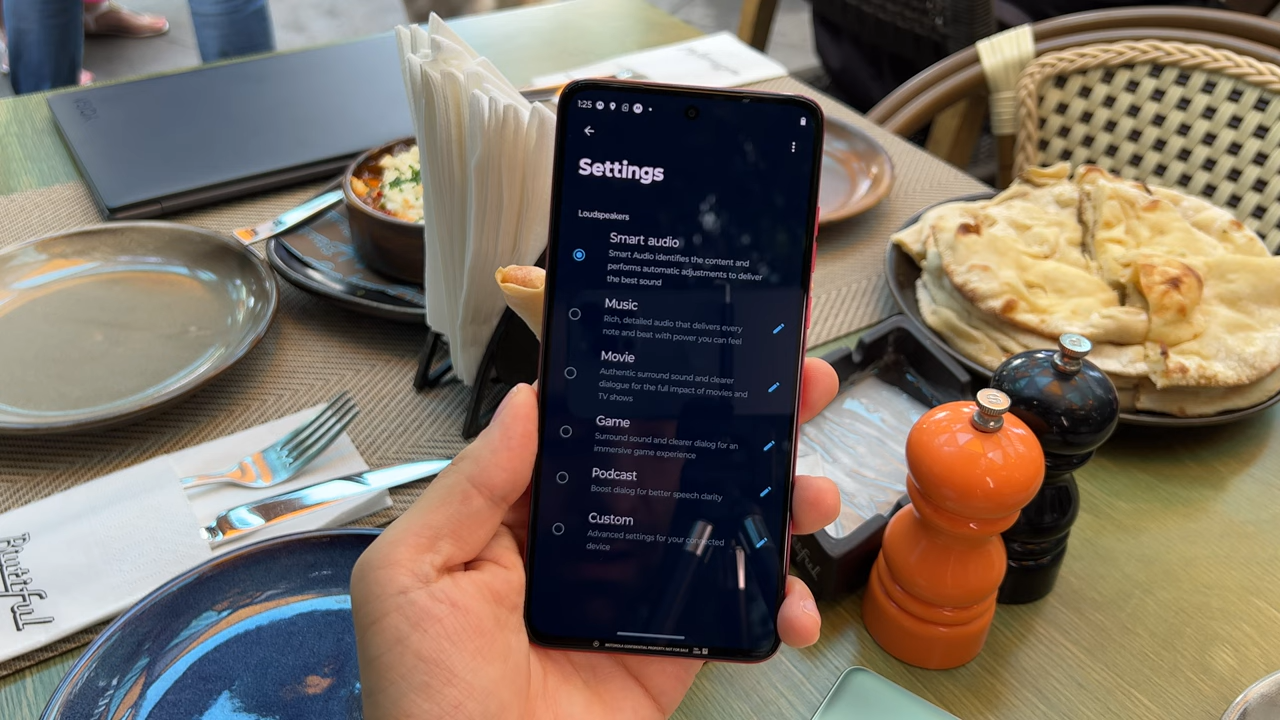 1:25
Settings
Loudspeakers
Smart audio
Smart Audio identifies the content and
performs automatic adjustments to deliver
the best sound
Music
Rich, detailed audio that delivers every
note and beat with power you can feel
Movie
Authentic surround sound and clearer
dialogue for the full impact of movies and
TV shows
Game
Surround sound and clearer dialog for an
immersive game experience
Podcast
Boost dialog for better speech clarity
Custom
Advanced settings for your connected
device
MOTOROLA CONFIDENTIAL PROPERTY. NOT FOR SALE